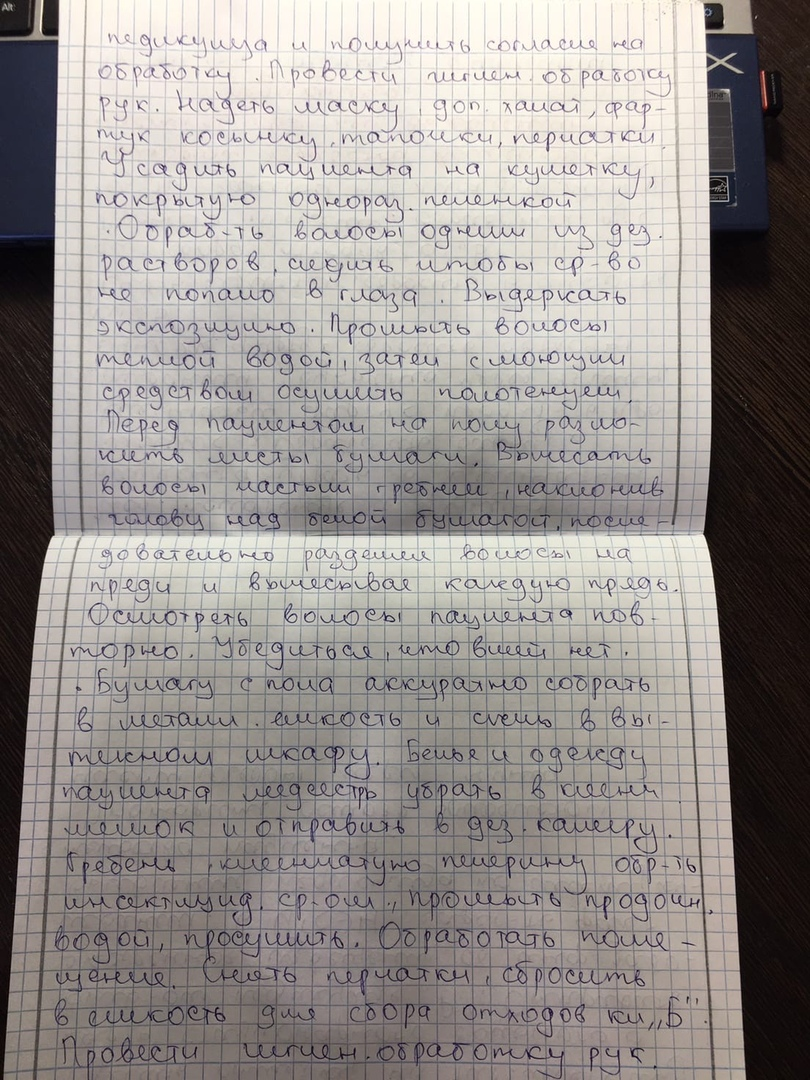 педикулеза и получить согласие на
обработку. Провести гигиен. обработку
рук. Надеть маску доп. халат, фар-
тук косынку, тапочки, перчатки.
Усадить пациента на кушетку,
покрытую однораз. пеленкой
. Обраб-ть волосы одним из дез.
растворов, следить чтобы ср-во
не попало в глаза. Выдержать
экспозицию. Промыть волосы
теплой водой, затем с моющим
средством осушить полотенцем.
Перед пациентом на полу разло-
жить листы бумаги. Вычесать
волосы частым гребнем, наклонив
голову над белой бумагой, после-
довательно разделяя волосы на
пряди и вычесывая каждую прядь.
Осмотреть волосы пациента пов-
торно. Убедиться, что вшей нет.
. Бумагу с пола аккуратно собрать
в металл. емкость и сжечь в вы-
тяжном шкафу. Белье и одежду
пациента медсестры убрать в клеенч.
мешок и отправить в дез. камеру.
Гребень, клеенчатую пелерину обр-ть
инсектицид. ср-ом., промыть проточн.
водой, просушить. Обработать поме-
щение. Снять перчатки, сбросить
в емкость для сбора отходов кл „Б".
Провести гигиен. обработку рук.
Alt